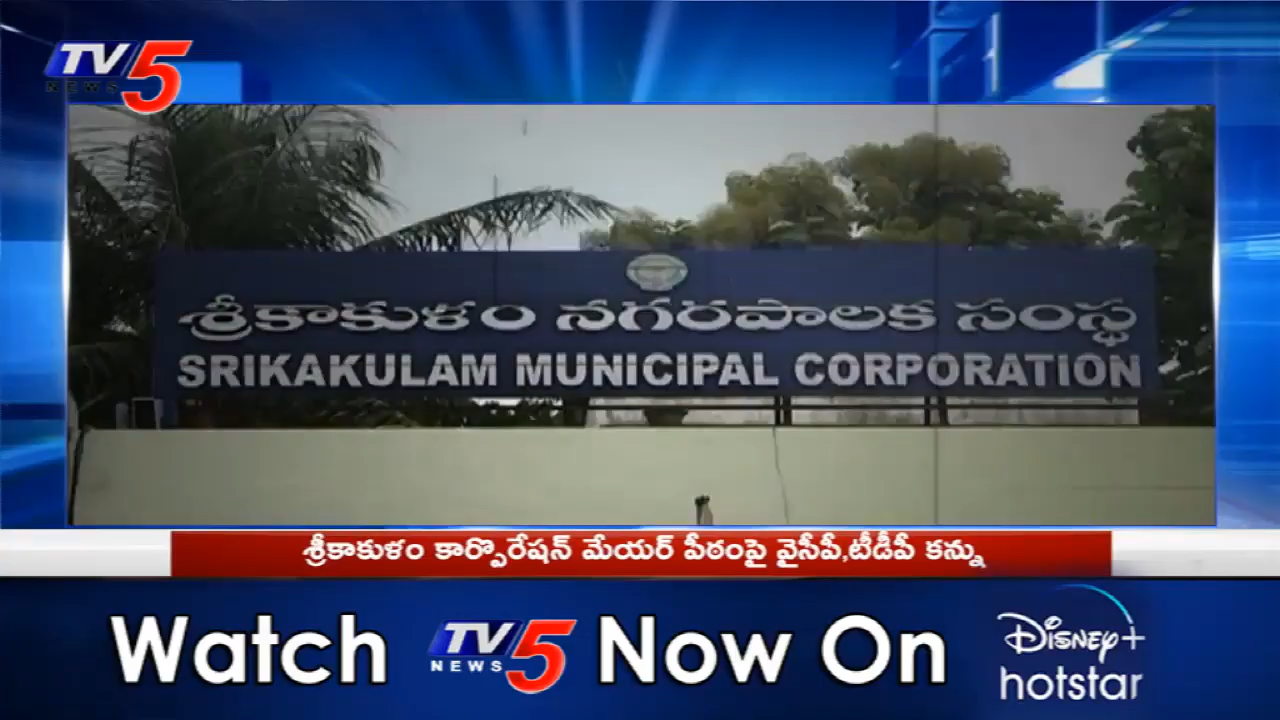 TV5
NEWS
శ్రీకాకుళం నగరపాలక సంస్థ
SRIKAKULAM MUNICIPAL CORPORATION
శ్రీకాకుళం కార్పొరేషన్ మేయర్ పీఠంపై వైసీపీ,టీడీపీ కన్ను
Watch TV5 NEWS Now On Disney+ hotstar